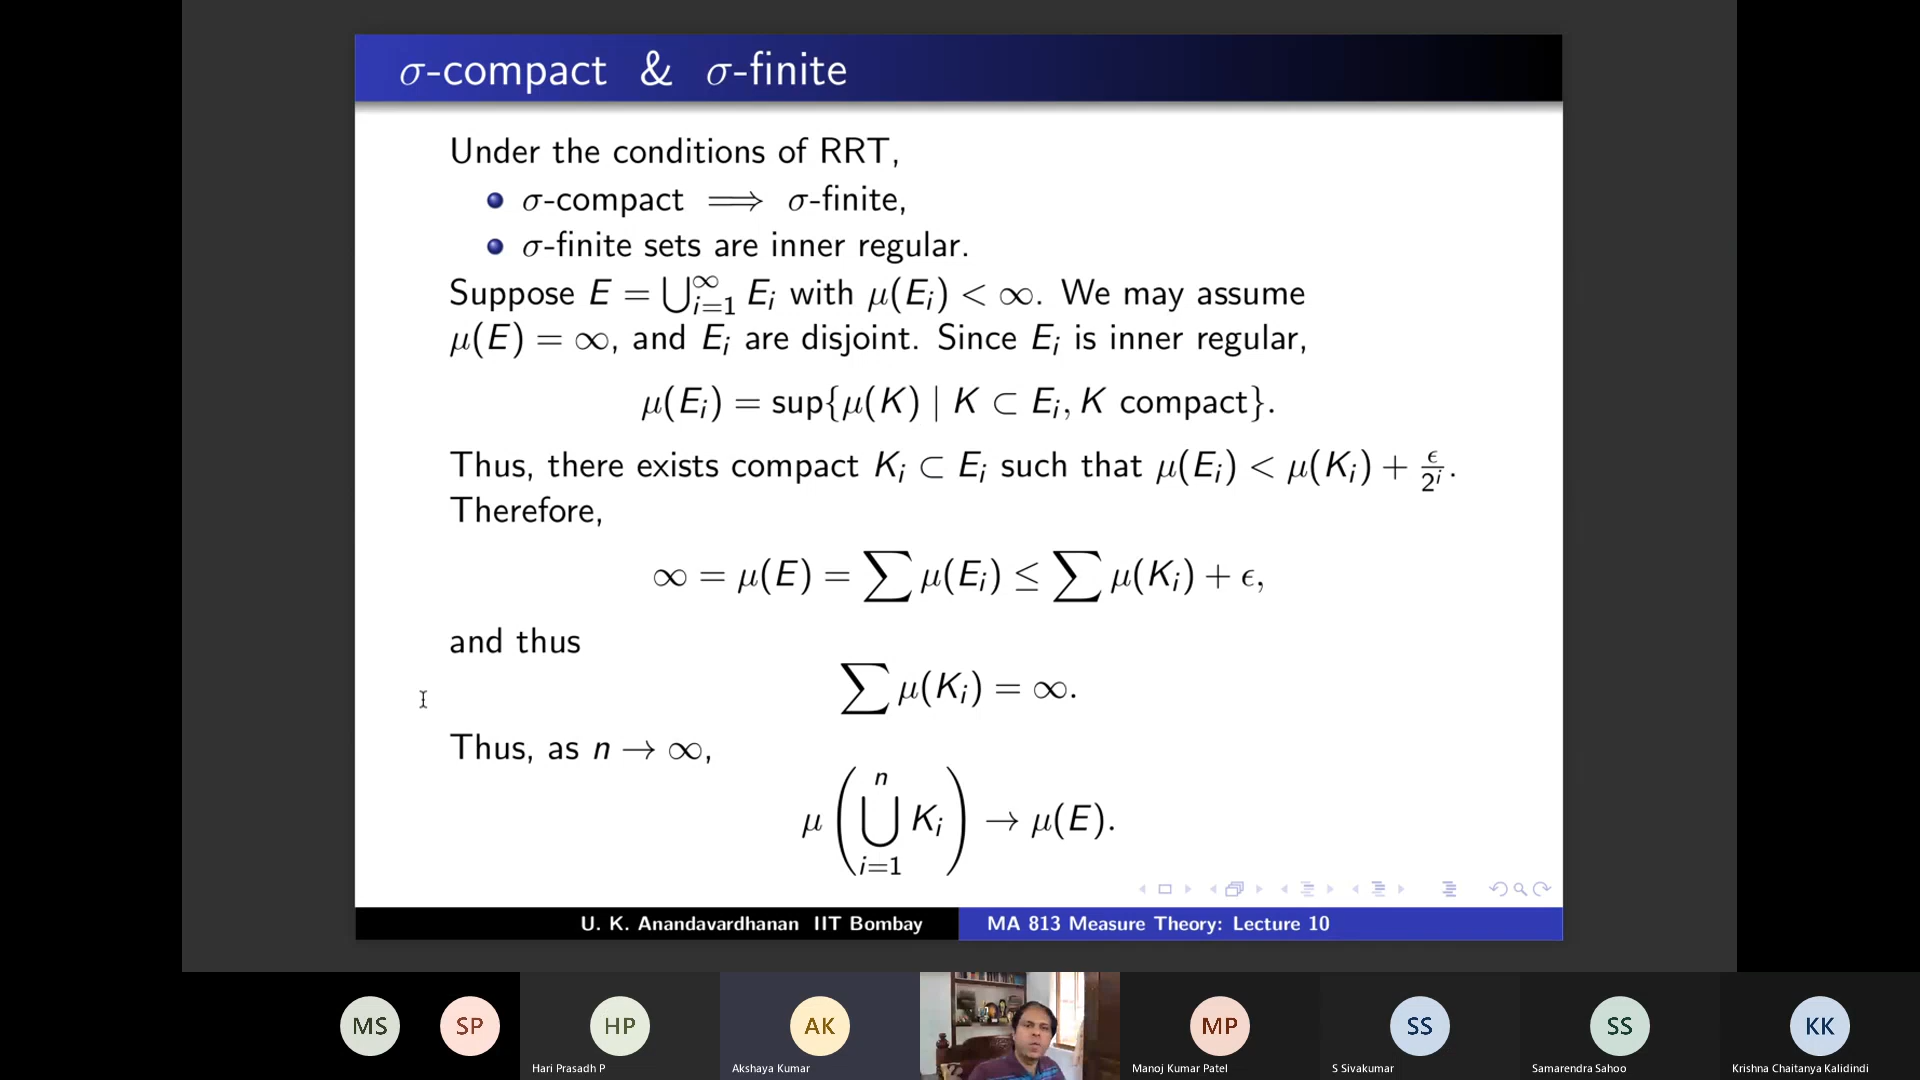 σ-compact & σ-finite
Under the conditions of RRT,
σ-compact ⟹ σ-finite,
σ-finite sets are inner regular.
Suppose E = ⋃_{i=1}^{∞} E_i with μ(E_i) < ∞. We may assume
μ(E) = ∞, and E_i are disjoint. Since E_i is inner regular,
μ(E_i) = sup{μ(K) | K ⊂ E_i, K compact}.
Thus, there exists compact K_i ⊂ E_i such that μ(E_i) < μ(K_i) + ϵ/2^i.
Therefore,
∞ = μ(E) = ∑ μ(E_i) ≤ ∑ μ(K_i) + ϵ,
and thus
∑ μ(K_i) = ∞.
Thus, as n → ∞,
μ(⋃_{i=1}^{n} K_i) → μ(E).
U. K. Anandavardhanan IIT Bombay MA 813 Measure Theory: Lecture 10
MS SP HP AK MP SS SS KK
Hari Prasadh P Akshaya Kumar Manoj Kumar Patel S Sivakumar Samarendra Sahoo Krishna Chaitanya Kalidindi